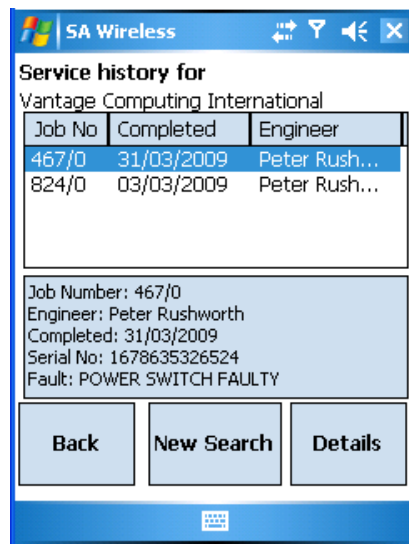 SA Wireless
Service history for
Vantage Computing International
Job No Completed Engineer
467/0 31/03/2009 Peter Rush...
824/0 03/03/2009 Peter Rush...
Job Number: 467/0
Engineer: Peter Rushworth
Completed: 31/03/2009
Serial No: 1678635326524
Fault: POWER SWITCH FAULTY
Back New Search Details